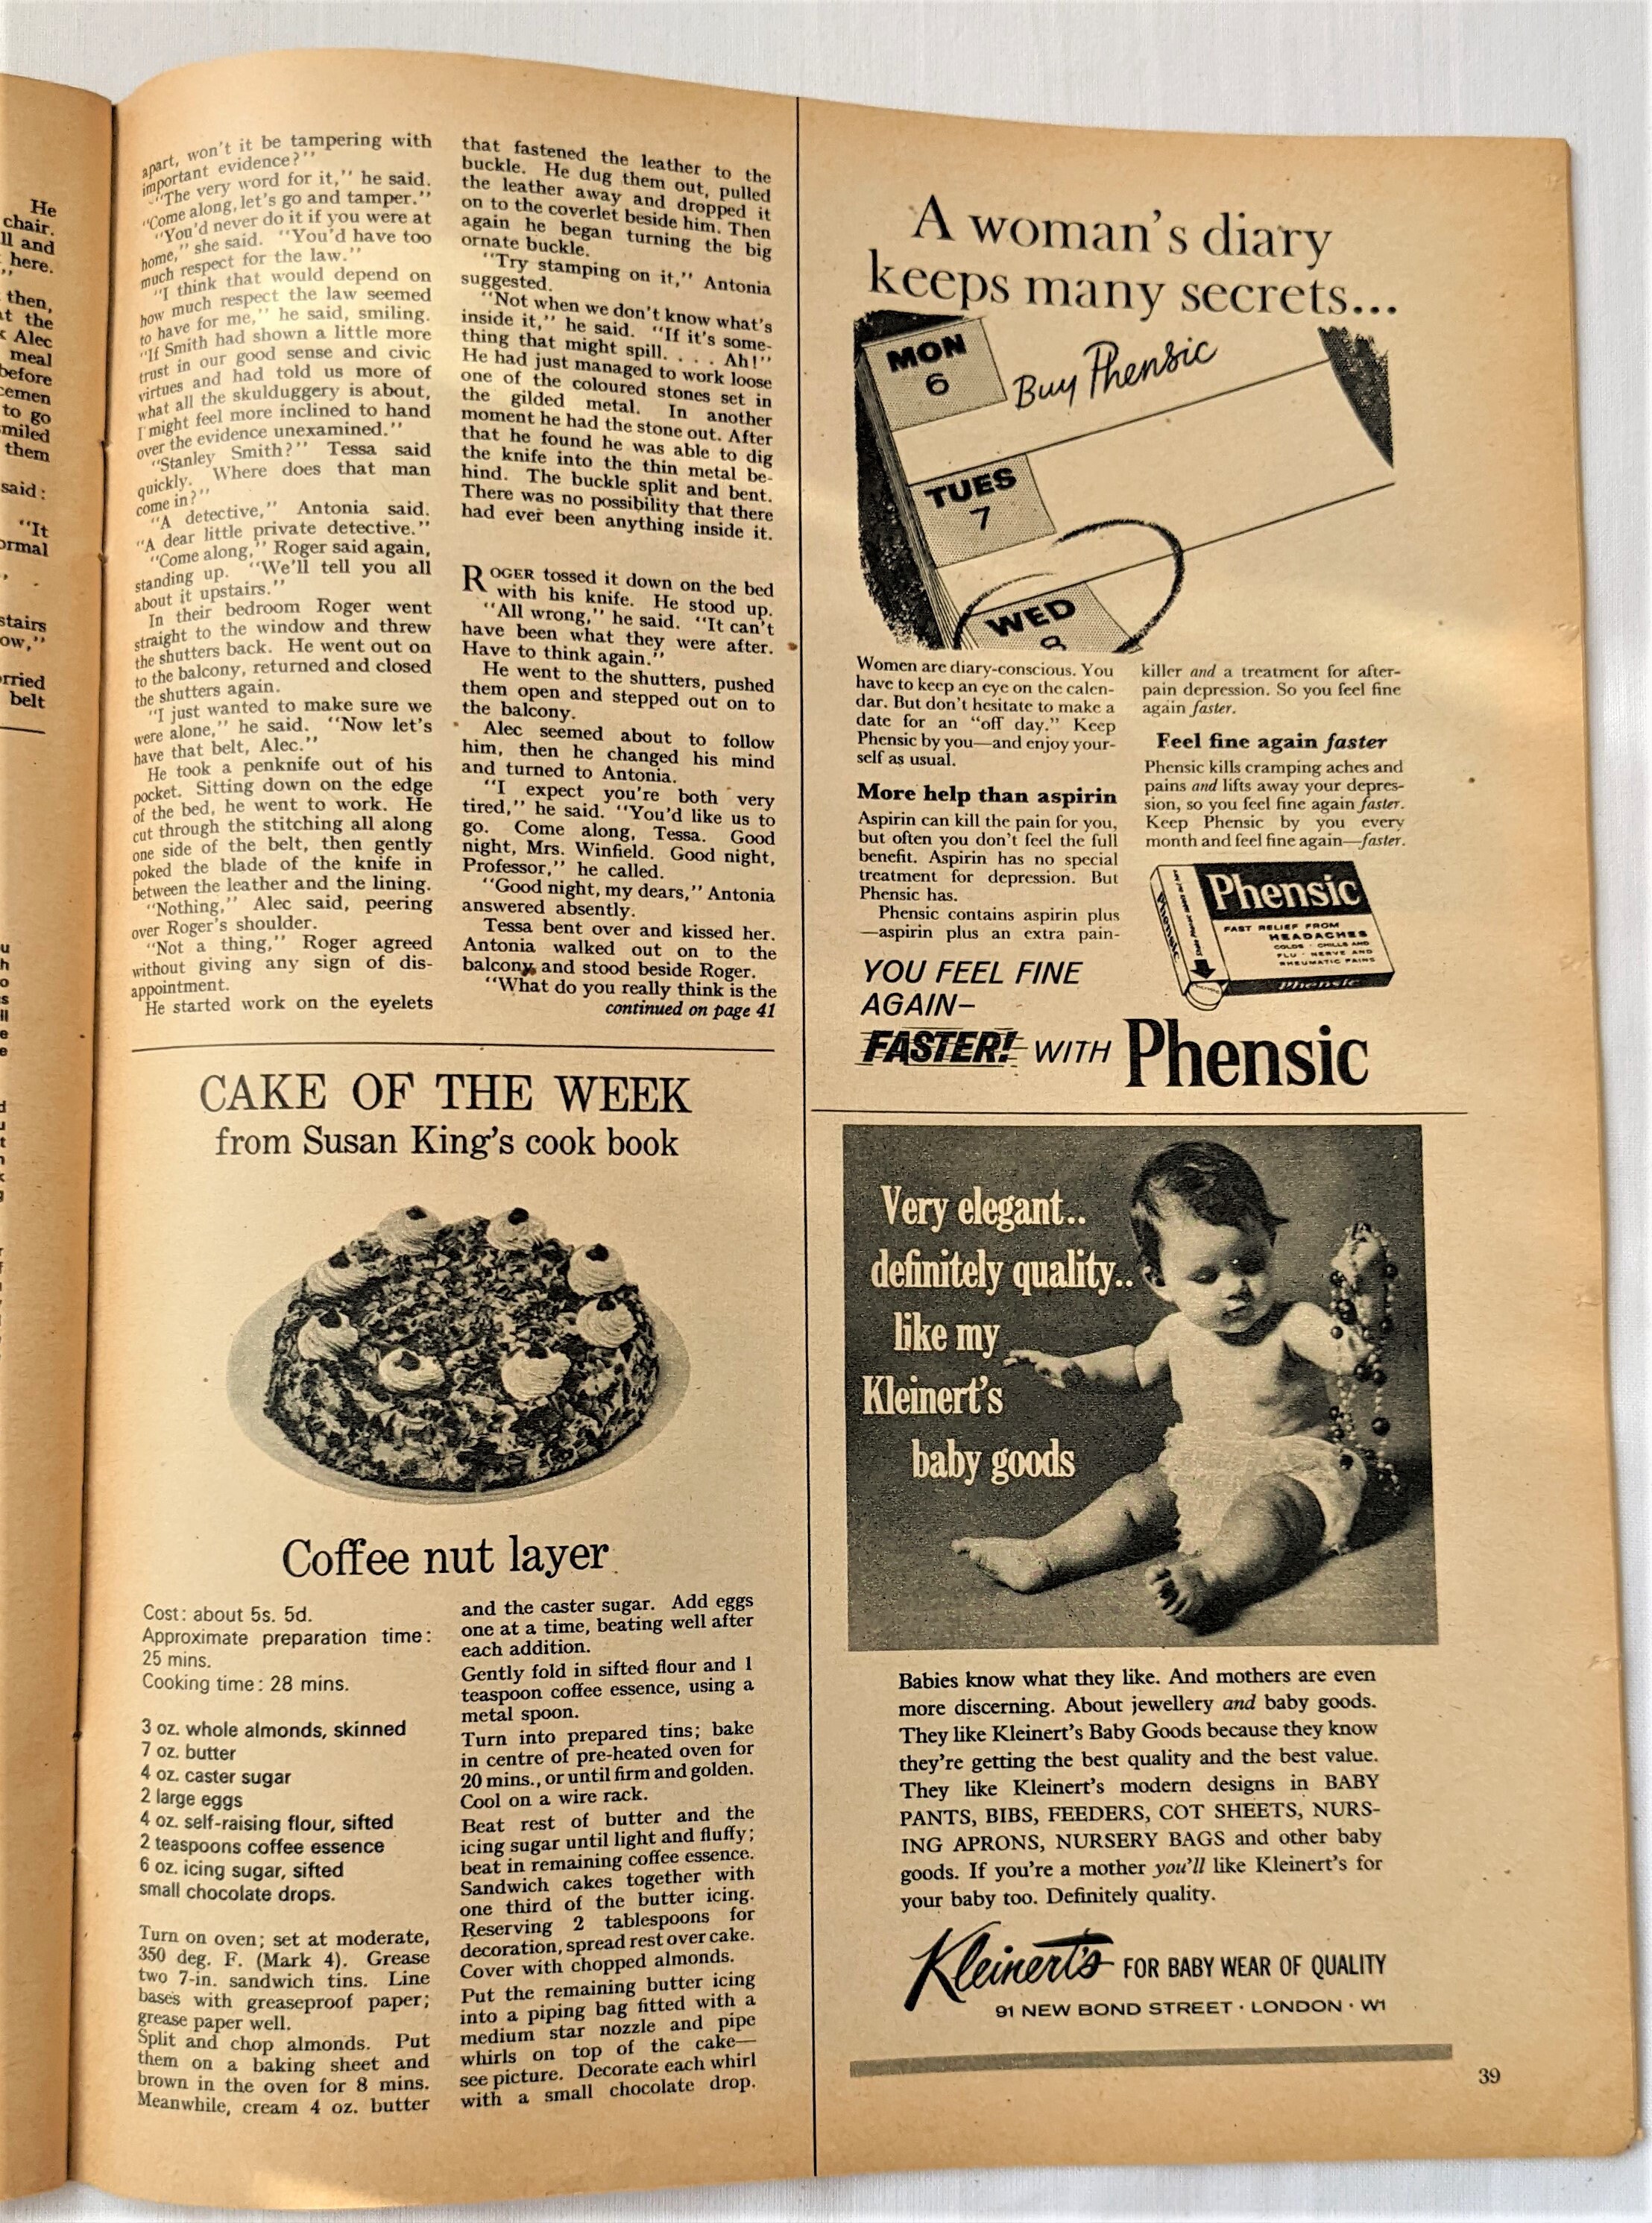 He
chair.
ll and
here.
then,
at the
k Alec
meal
before
cemen
to go
miled
them
said:
"It
ormal
stairs
ow,"
rried
belt
apart, won't it be tampering with
important evidence?"
"The very word for it," he said.
"Come along, let's go and tamper."
"You'd never do it if you were at
home," she said. "You'd have too
much respect for the law."
"I think that would depend on
how much respect the law seemed
to have for me," he said, smiling.
"If Smith had shown a little more
trust in our good sense and civic
virtues and had told us more of
what all the skulduggery is about,
I might feel more inclined to hand
over the evidence unexamined."
"Stanley Smith?" Tessa said
quickly. "Where does that man
come in?"
"A detective," Antonia said.
"A dear little private detective."
"Come along," Roger said again,
standing up. "We'll tell you all
about it upstairs."
In their bedroom Roger went
straight to the window and threw
the shutters back. He went out on
to the balcony, returned and closed
the shutters again.
"I just wanted to make sure we
were alone," he said. "Now let's
have that belt, Alec."
He took a penknife out of his
pocket. Sitting down on the edge
of the bed, he went to work. He
cut through the stitching all along
one side of the belt, then gently
poked the blade of the knife in
between the leather and the lining.
"Nothing," Alec said, peering
over Roger's shoulder.
"Not a thing," Roger agreed
without giving any sign of dis-
appointment.
He started work on the eyelets
that fastened the leather to the
buckle. He dug them out, pulled
the leather away and dropped it
on to the coverlet beside him. Then
again he began turning the big
ornate buckle.
"Try stamping on it," Antonia
suggested.
"Not when we don't know what's
inside it," he said. "If it's some-
thing that might spill. . . . Ah!"
He had just managed to work loose
one of the coloured stones set in
the gilded metal. In another
moment he had the stone out. After
that he found he was able to dig
the knife into the thin metal be-
hind. The buckle split and bent.
There was no possibility that there
had ever been anything inside it.
ROGER tossed it down on the bed
with his knife. He stood up.
"All wrong," he said. "It can't
have been what they were after.
Have to think again."
He went to the shutters, pushed
them open and stepped out on to
the balcony.
Alec seemed about to follow
him, then he changed his mind
and turned to Antonia.
"I expect you're both very
tired," he said. "You'd like us to
go. Come along, Tessa. Good
night, Mrs. Winfield. Good night,
Professor," he called.
"Good night, my dears," Antonia
answered absently.
Tessa bent over and kissed her.
Antonia walked out on to the
balcony and stood beside Roger.
"What do you really think is the
continued on page 41
CAKE OF THE WEEK
from Susan King's cook book
Coffee nut layer
Cost: about 5s. 5d.
Approximate preparation time:
25 mins.
Cooking time: 28 mins.
3 oz. whole almonds, skinned
7 oz. butter
4 oz. caster sugar
2 large eggs
4 oz. self-raising flour, sifted
2 teaspoons coffee essence
6 oz. icing sugar, sifted
small chocolate drops.
Turn on oven; set at moderate,
350 deg. F. (Mark 4). Grease
two 7-in. sandwich tins. Line
bases with greaseproof paper;
grease paper well.
Split and chop almonds. Put
them on a baking sheet and
brown in the oven for 8 mins.
Meanwhile, cream 4 oz. butter
and the caster sugar. Add eggs
one at a time, beating well after
each addition.
Gently fold in sifted flour and 1
teaspoon coffee essence, using a
metal spoon.
Turn into prepared tins; bake
in centre of pre-heated oven for
20 mins., or until firm and golden.
Cool on a wire rack.
Beat rest of butter and the
icing sugar until light and fluffy;
beat in remaining coffee essence.
Sandwich cakes together with
one third of the butter icing.
Reserving 2 tablespoons for
decoration, spread rest over cake.
Cover with chopped almonds.
Put the remaining butter icing
into a piping bag fitted with a
medium star nozzle and pipe
whirls on top of the cake—
see picture. Decorate each whirl
with a small chocolate drop.
A woman's diary
keeps many secrets...
MON
6
Buy Phensic
TUES
7
WED
8
Women are diary-conscious. You
have to keep an eye on the calen-
dar. But don't hesitate to make a
date for an "off day." Keep
Phensic by you—and enjoy your-
self as usual.
More help than aspirin
Aspirin can kill the pain for you,
but often you don't feel the full
benefit. Aspirin has no special
treatment for depression. But
Phensic has.
Phensic contains aspirin plus
—aspirin plus an extra pain-
killer and a treatment for after-
pain depression. So you feel fine
again faster.
Feel fine again faster
Phensic kills cramping aches and
pains and lifts away your depres-
sion, so you feel fine again faster.
Keep Phensic by you every
month and feel fine again—faster.
Phensic
FAST RELIEF FROM
HEADACHES
COLDS · CHILLS AND
FLU · NERVE AND
RHEUMATIC PAINS
Phensic
YOU FEEL FINE
AGAIN–
FASTER! WITH Phensic
Very elegant..
definitely quality..
like my
Kleinert's
baby goods
Babies know what they like. And mothers are even
more discerning. About jewellery and baby goods.
They like Kleinert's Baby Goods because they know
they're getting the best quality and the best value.
They like Kleinert's modern designs in BABY
PANTS, BIBS, FEEDERS, COT SHEETS, NURS-
ING APRONS, NURSERY BAGS and other baby
goods. If you're a mother you'll like Kleinert's for
your baby too. Definitely quality.
Kleinert's FOR BABY WEAR OF QUALITY
91 NEW BOND STREET · LONDON · W1
39